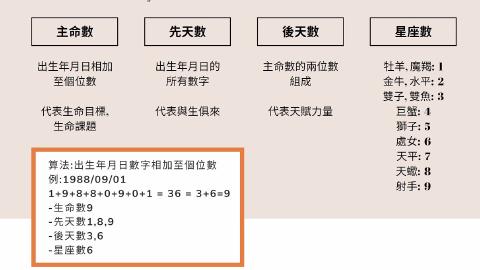 主命數
出生年月日相加
至個位數
代表生命目標,
生命課題
先天數
出生年月日的
所有數字
代表與生俱來
後天數
主命數的兩位數
組成
代表天賦力量
星座數
牡羊, 魔羯: 1
金牛, 水平: 2
雙子, 雙魚: 3
巨蟹: 4
獅子: 5
處女: 6
天平: 7
天蠍: 8
射手: 9
算法:出生年月日數字相加至個位數
例:1988/09/01
1+9+8+8+0+9+0+1 = 36 = 3+6=9
-生命數9
-先天數1,8,9
-後天數3,6
-星座數6